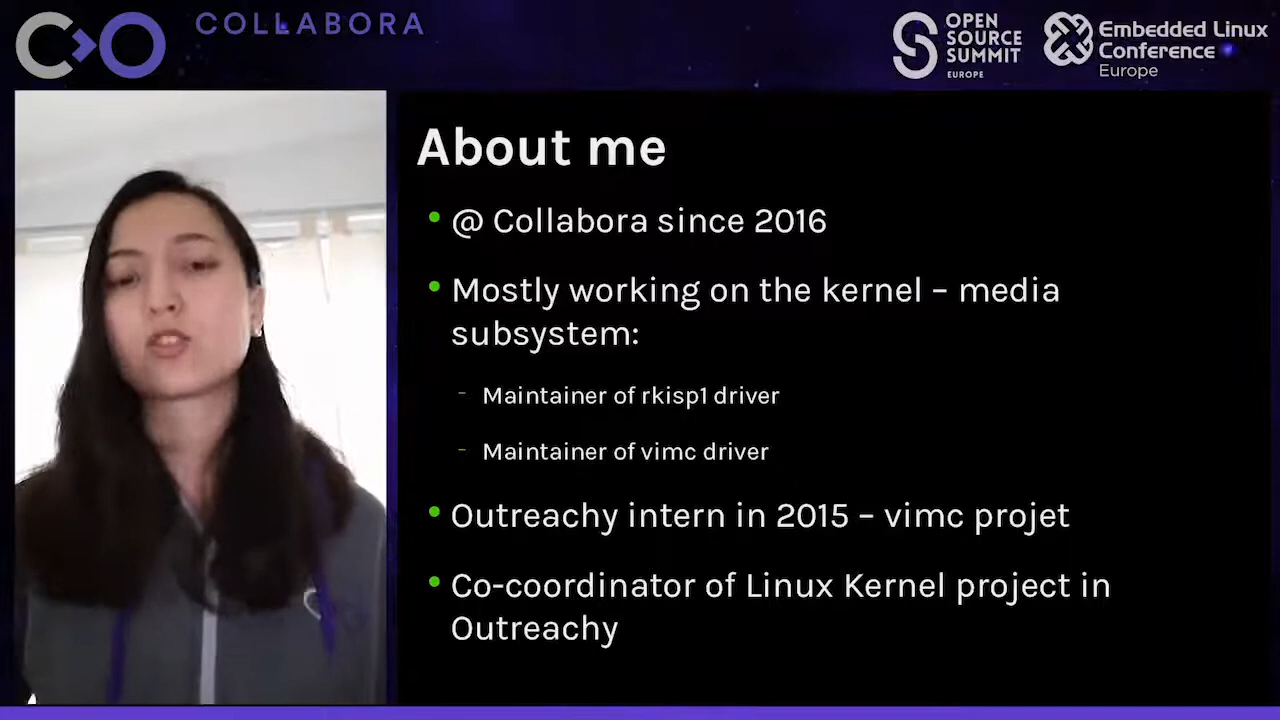 COLLABORA
OPEN
SOURCE
SUMMIT
EUROPE
Embedded Linux
Conference
Europe
About me
• @ Collabora since 2016
• Mostly working on the kernel – media
subsystem:
– Maintainer of rkisp1 driver
– Maintainer of vimc driver
• Outreachy intern in 2015 – vimc projet
• Co-coordinator of Linux Kernel project in
Outreachy